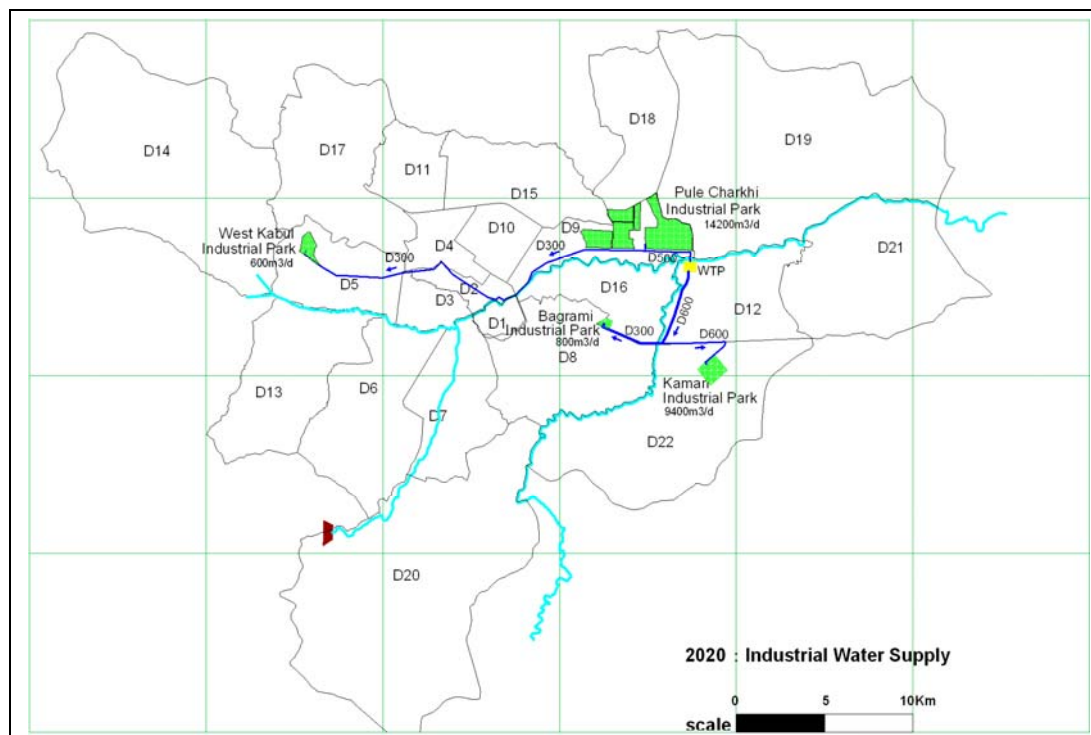 D18
D19
D14
D17
D11
D15
Pule Charkhi
Industrial Park
14200m3/d
D10
D9
West Kabul
Industrial Park
600m3/d
D4
D300
D500
D21
D300
WTP
D5
D2
D3
D16
D600
D12
D1
Bagrami
Industrial Park
800m3/d
D300
D600
D8
Kamari
Industrial Park
9400m3/d
D13
D6
D7
D22
D20
2020 : Industrial Water Supply
0 5 10Km
scale